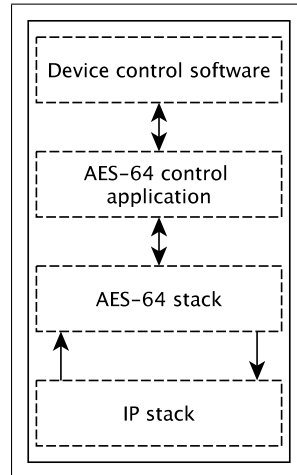 Device control software
AES-64 control
application
AES-64 stack
IP stack